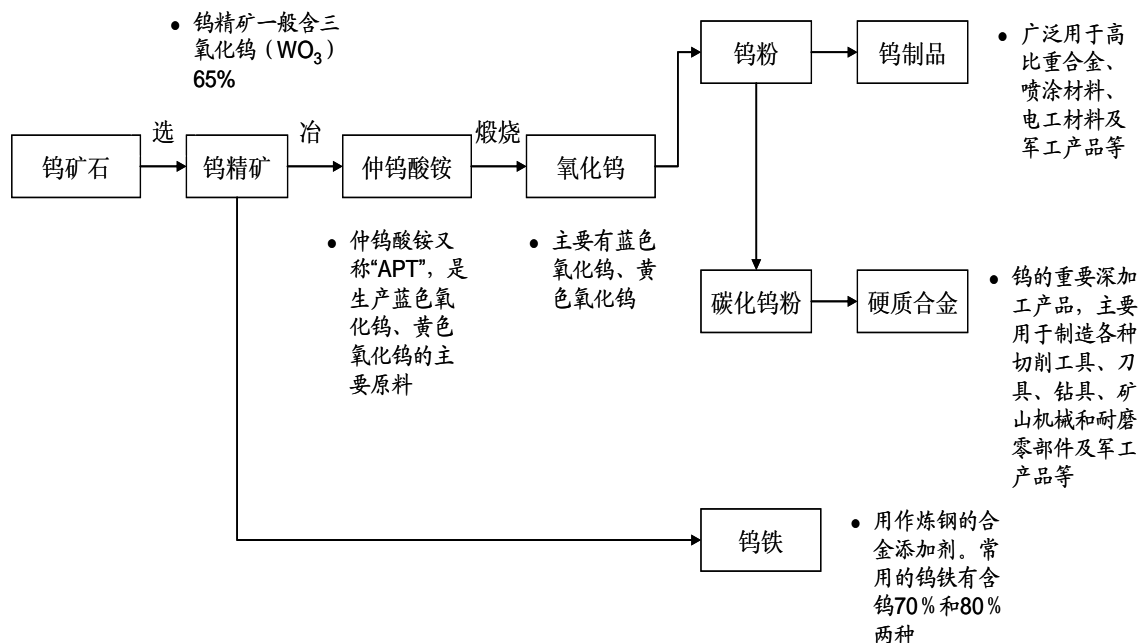 • 钨精矿一般含三
氧化钨（WO3）
65%
钨矿石
选
钨精矿
冶
仲钨酸铵
煅烧
氧化钨
钨粉
钨制品
• 广泛用于高
比重合金、
喷涂材料、
电工材料及
军工产品等
• 仲钨酸铵又
称“APT”，是
生产蓝色氧
化钨、黄色
氧化钨的主
要原料
• 主要有蓝色
氧化钨、黄
色氧化钨
碳化钨粉
硬质合金
• 钨的重要深加
工产品，主要
用于制造各种
切削工具、刀
具、钻具、矿
山机械和耐磨
零部件及军工
产品等
钨铁
• 用作炼钢的合
金添加剂。常
用的钨铁有含
钨70％和80％
两种